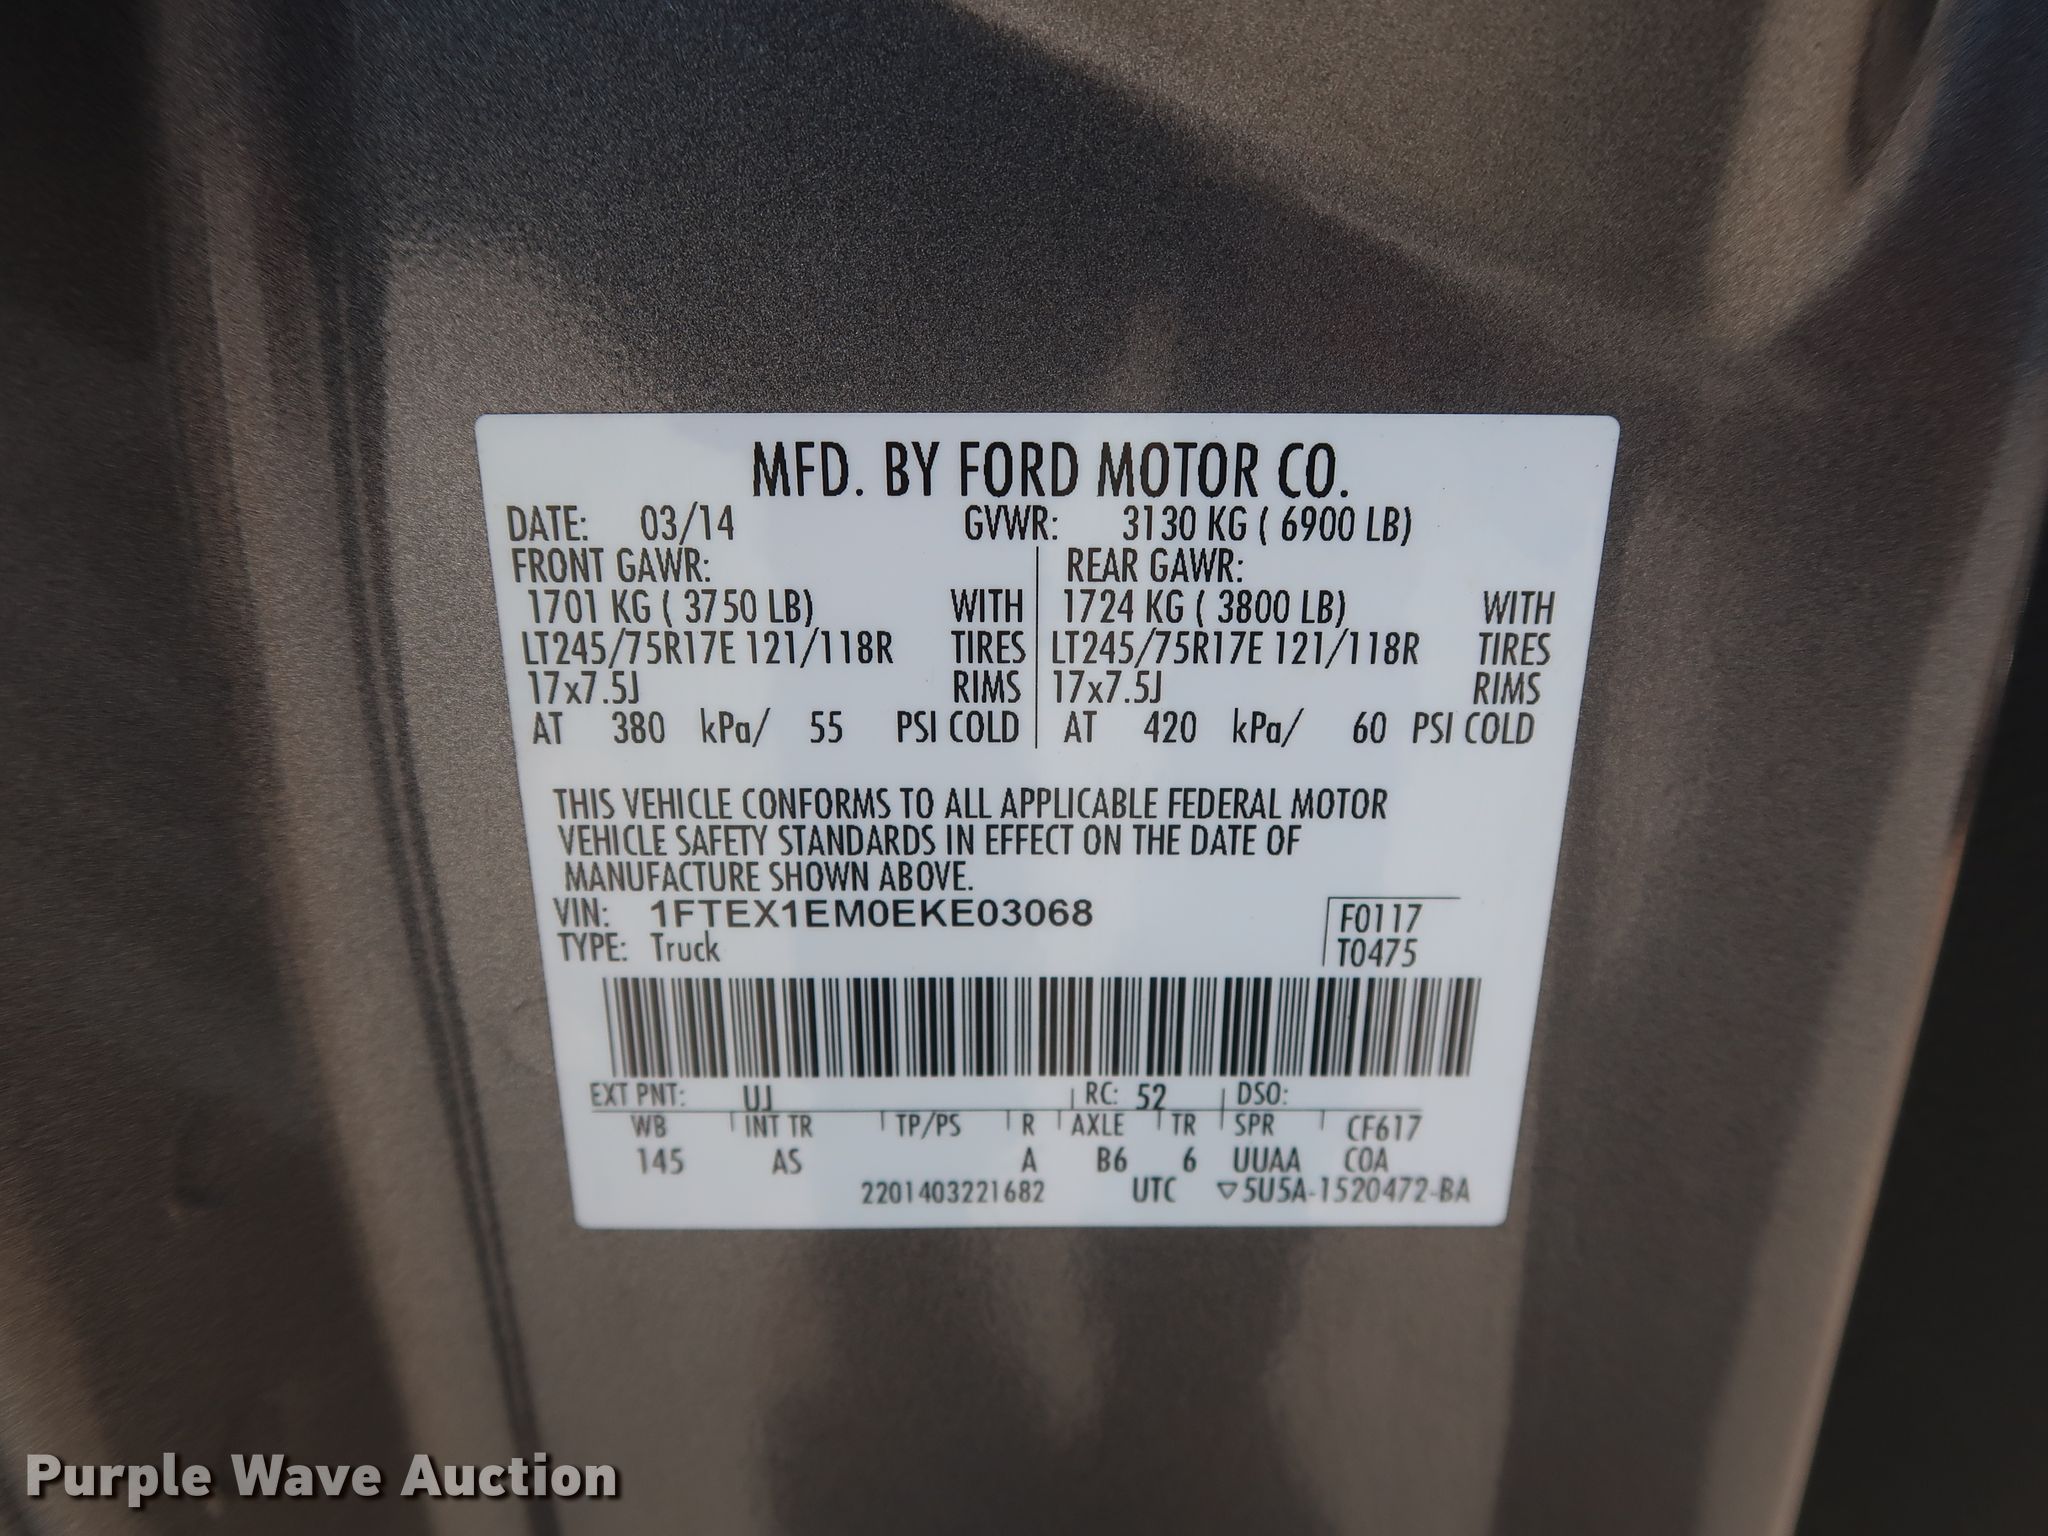 MFD. BY FORD MOTOR CO.
DATE: 03/14 GVWR: 3130 KG ( 6900 LB)
FRONT GAWR: REAR GAWR:
1701 KG ( 3750 LB) WITH 1724 KG ( 3800 LB) WITH
LT245/75R17E 121/118R TIRES LT245/75R17E 121/118R TIRES
17x7.5J RIMS 17x7.5J RIMS
AT 380 kPa/ 55 PSI COLD AT 420 kPa/ 60 PSI COLD
THIS VEHICLE CONFORMS TO ALL APPLICABLE FEDERAL MOTOR
VEHICLE SAFETY STANDARDS IN EFFECT ON THE DATE OF
MANUFACTURE SHOWN ABOVE.
VIN: 1FTEX1EM0EKE03068 F0117
TYPE: Truck T0475
EXT PNT: UJ RC: 52 DSO:
WB INT TR TP/PS R AXLE TR SPR CF617
145 AS A B6 6 UUAA COA
2201403221682 UTC ▽5U5A-1520472-BA
Purple Wave Auction